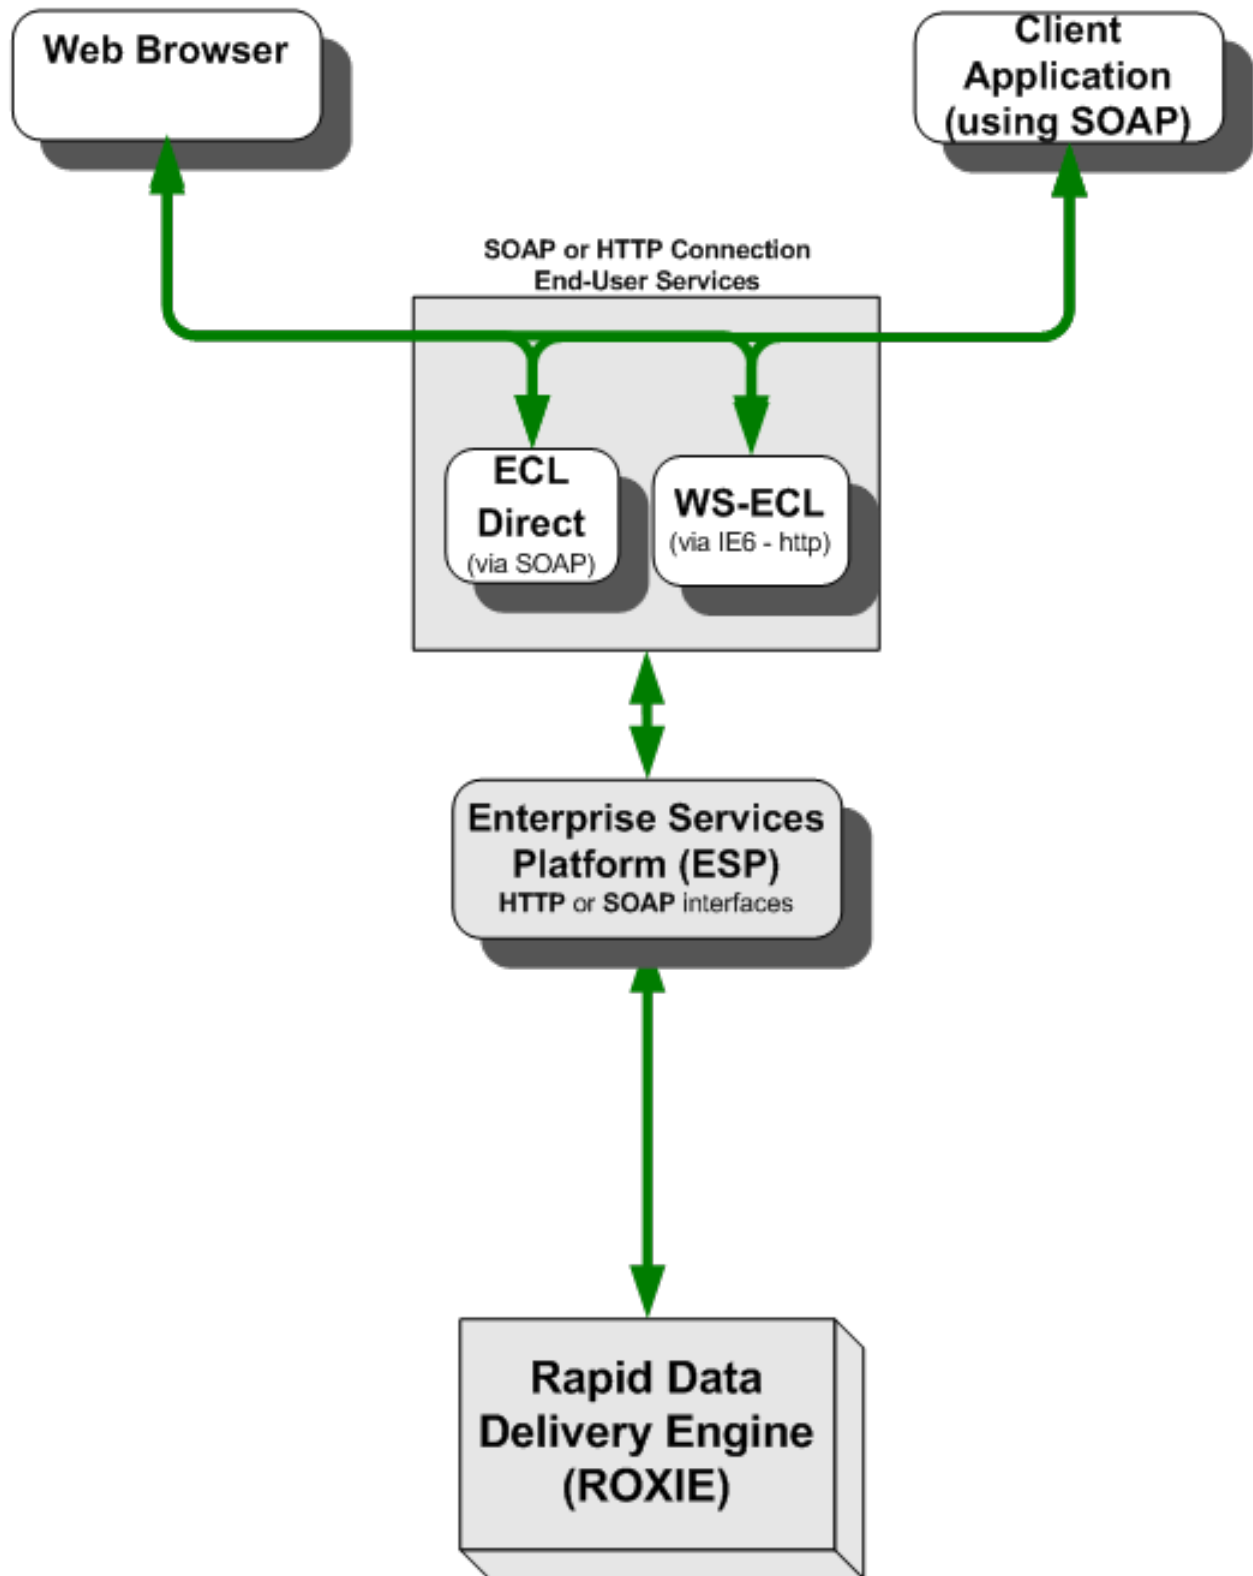 Web Browser
Client
Application
(using SOAP)
SOAP or HTTP Connection
End-User Services
ECL
Direct
(via SOAP)
WS-ECL
(via IE6 - http)
Enterprise Services
Platform (ESP)
HTTP or SOAP interfaces
Rapid Data
Delivery Engine
(ROXIE)